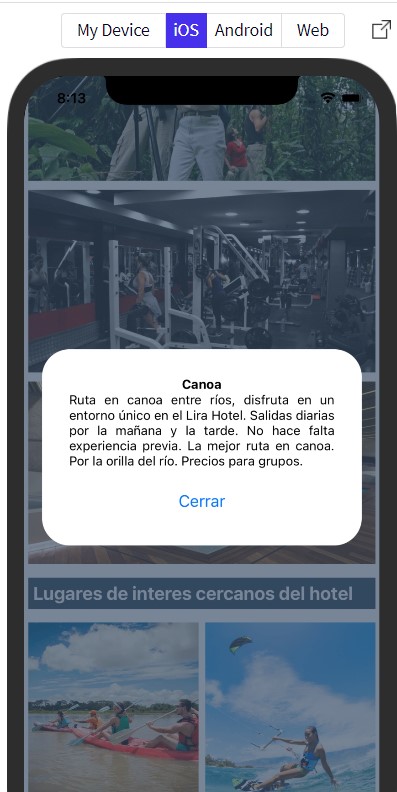 My Device iOS Android Web
8:13
Canoa
Ruta en canoa entre ríos, disfruta en un
entorno único en el Lira Hotel. Salidas diarias
por la mañana y la tarde. No hace falta
experiencia previa. La mejor ruta en canoa.
Por la orilla del río. Precios para grupos.
Cerrar
Lugares de interes cercanos del hotel